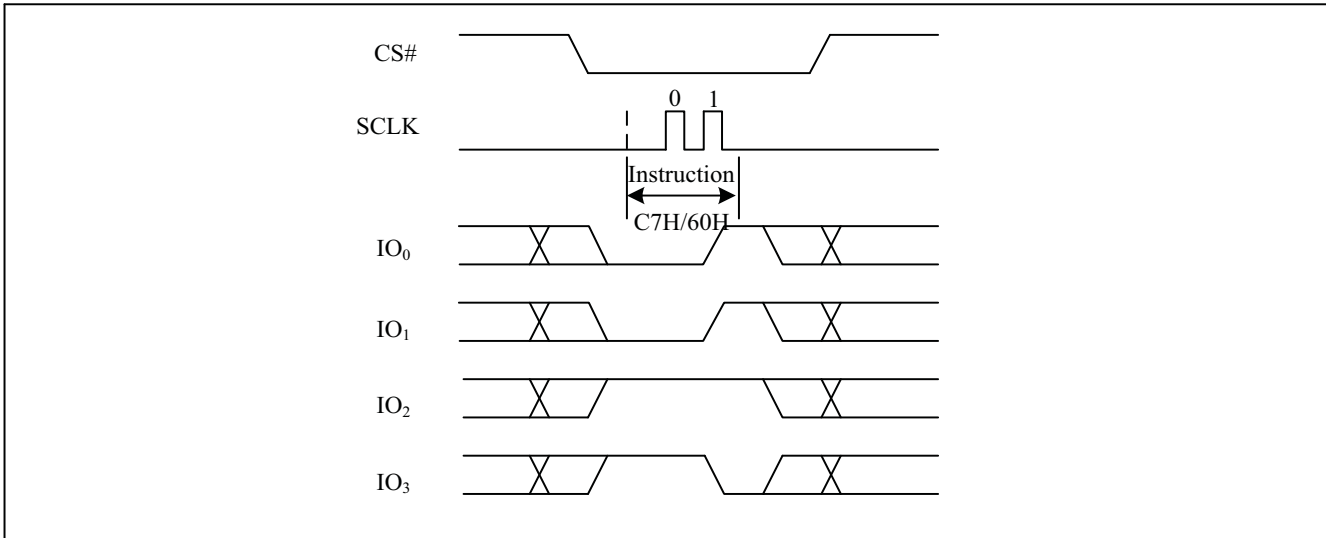 CS#
0 1
SCLK
Instruction
C7H/60H
IO₀
IO₁
IO₂
IO₃